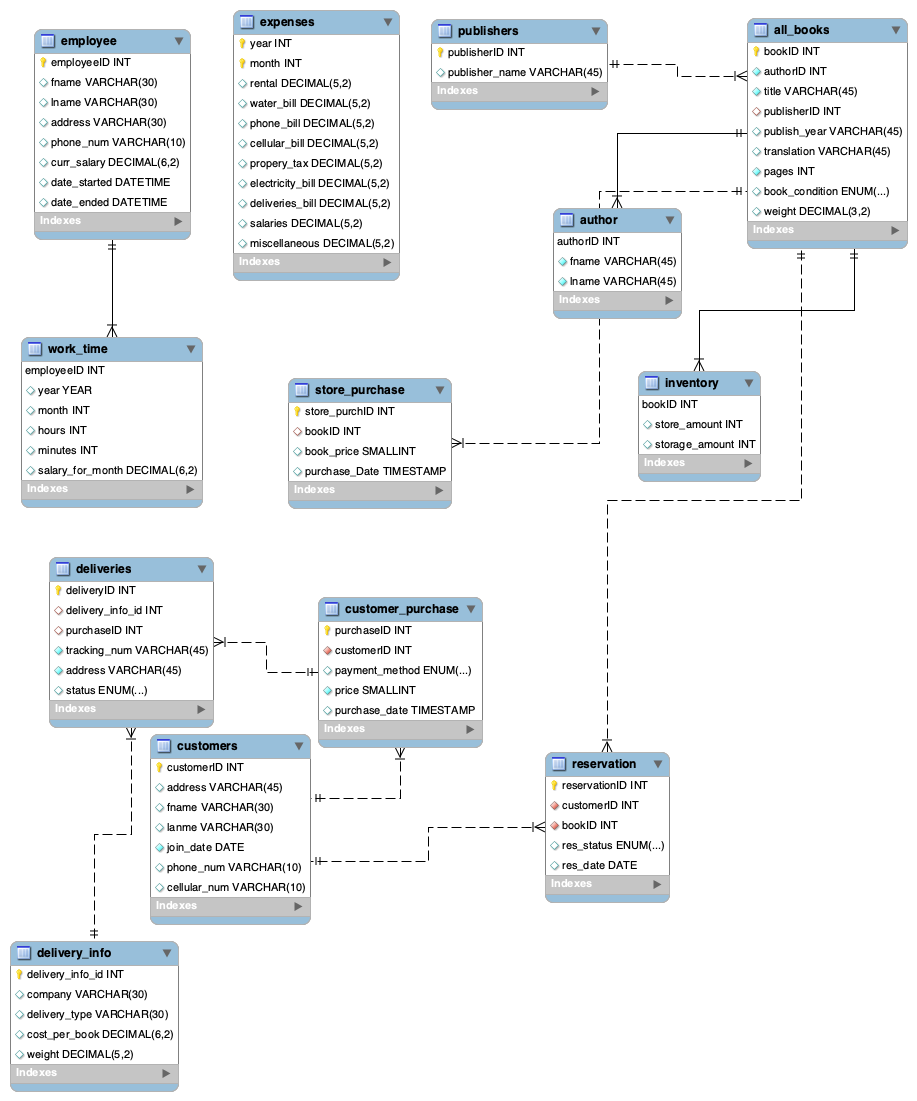 employee
employeeID INT
fname VARCHAR(30)
lname VARCHAR(30)
address VARCHAR(30)
phone_num VARCHAR(10)
curr_salary DECIMAL(6,2)
date_started DATETIME
date_ended DATETIME
Indexes
expenses
year INT
month INT
rental DECIMAL(5,2)
water_bill DECIMAL(5,2)
phone_bill DECIMAL(5,2)
cellular_bill DECIMAL(5,2)
propery_tax DECIMAL(5,2)
electricity_bill DECIMAL(5,2)
deliveries_bill DECIMAL(5,2)
salaries DECIMAL(5,2)
miscellaneous DECIMAL(5,2)
Indexes
publishers
publisherID INT
publisher_name VARCHAR(45)
Indexes
all_books
bookID INT
authorID INT
title VARCHAR(45)
publisherID INT
publish_year VARCHAR(45)
translation VARCHAR(45)
pages INT
book_condition ENUM(...)
weight DECIMAL(3,2)
Indexes
author
authorID INT
fname VARCHAR(45)
lname VARCHAR(45)
Indexes
work_time
employeeID INT
year YEAR
month INT
hours INT
minutes INT
salary_for_month DECIMAL(6,2)
Indexes
store_purchase
store_purchID INT
bookID INT
book_price SMALLINT
purchase_Date TIMESTAMP
Indexes
inventory
bookID INT
store_amount INT
storage_amount INT
Indexes
deliveries
deliveryID INT
delivery_info_id INT
purchaseID INT
tracking_num VARCHAR(45)
address VARCHAR(45)
status ENUM(...)
Indexes
customer_purchase
purchaseID INT
customerID INT
payment_method ENUM(...)
price SMALLINT
purchase_date TIMESTAMP
Indexes
customers
customerID INT
address VARCHAR(45)
fname VARCHAR(30)
lanme VARCHAR(30)
join_date DATE
phone_num VARCHAR(10)
cellular_num VARCHAR(10)
Indexes
reservation
reservationID INT
customerID INT
bookID INT
res_status ENUM(...)
res_date DATE
Indexes
delivery_info
delivery_info_id INT
company VARCHAR(30)
delivery_type VARCHAR(30)
cost_per_book DECIMAL(6,2)
weight DECIMAL(5,2)
Indexes